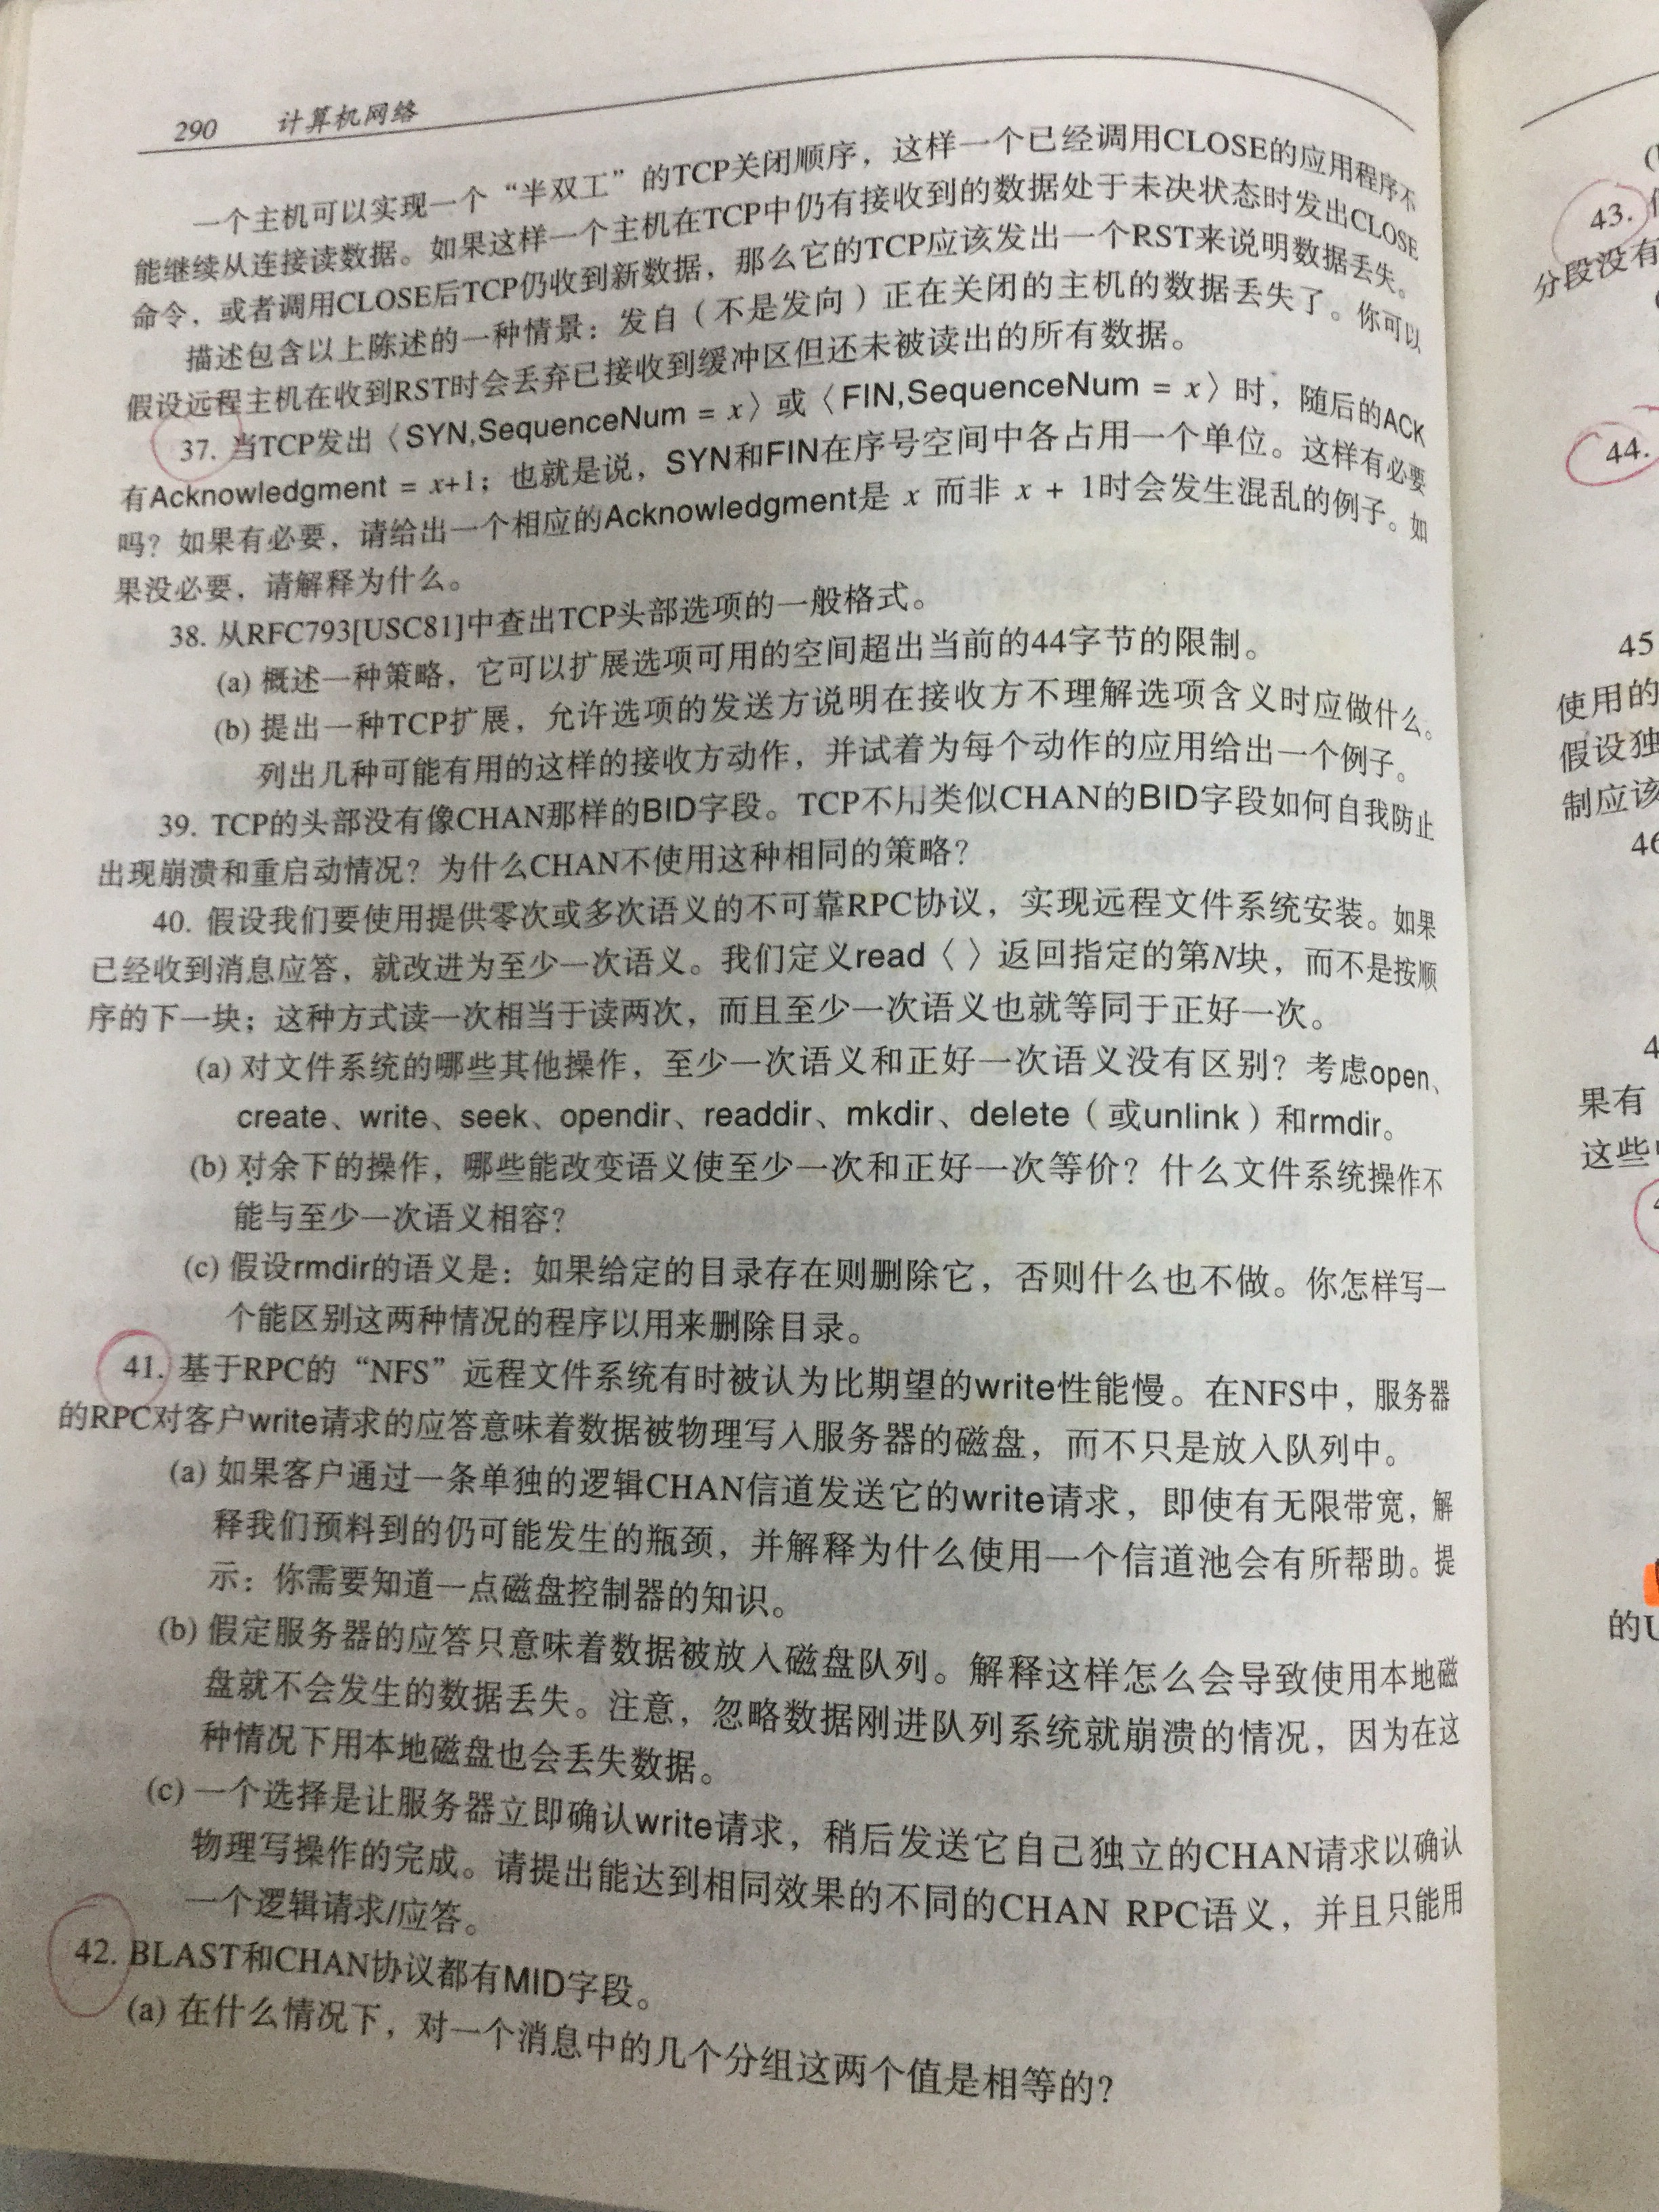 290 计算机网络
一个主机可以实现一个“半双工”的TCP关闭顺序，这样一个已经调用CLOSE的应用程序不
能继续从连接读数据。如果这样一个主机在TCP中仍有接收到的数据处于未决状态时发出CLOSE
命令，或者调用CLOSE后TCP仍收到新数据，那么它的TCP应该发出一个RST来说明数据丢失。
描述包含以上陈述的一种情景：发自（不是发向）正在关闭的主机的数据丢失了。你可以
假设远程主机在收到RST时会丢弃已接收到缓冲区但还未被读出的所有数据。
37. 当TCP发出〈SYN,SequenceNum = x〉或〈FIN,SequenceNum = x〉时，随后的ACK
有Acknowledgment = x+1；也就是说，SYN和FIN在序号空间中各占用一个单位。这样有必要
吗？如果有必要，请给出一个相应的Acknowledgment是 x 而非 x + 1时会发生混乱的例子。如
果没必要，请解释为什么。
38. 从RFC793[USC81]中查出TCP头部选项的一般格式。
(a) 概述一种策略，它可以扩展选项可用的空间超出当前的44字节的限制。
(b) 提出一种TCP扩展，允许选项的发送方说明在接收方不理解选项含义时应做什么。
列出几种可能有用的这样的接收方动作，并试着为每个动作的应用给出一个例子。
39. TCP的头部没有像CHAN那样的BID字段。TCP不用类似CHAN的BID字段如何自我防止
出现崩溃和重启动情况？为什么CHAN不使用这种相同的策略？
40. 假设我们要使用提供零次或多次语义的不可靠RPC协议，实现远程文件系统安装。如果
已经收到消息应答，就改进为至少一次语义。我们定义read〈 〉返回指定的第N块，而不是按顺
序的下一块；这种方式读一次相当于读两次，而且至少一次语义也就等同于正好一次。
(a) 对文件系统的哪些其他操作，至少一次语义和正好一次语义没有区别？考虑open、
create、write、seek、opendir、readdir、mkdir、delete（或unlink）和rmdir。
(b) 对余下的操作，哪些能改变语义使至少一次和正好一次等价？什么文件系统操作不
能与至少一次语义相容？
(c) 假设rmdir的语义是：如果给定的目录存在则删除它，否则什么也不做。你怎样写一
个能区别这两种情况的程序以用来删除目录。
41. 基于RPC的“NFS”远程文件系统有时被认为比期望的write性能慢。在NFS中，服务器
的RPC对客户write请求的应答意味着数据被物理写入服务器的磁盘，而不只是放入队列中。
(a) 如果客户通过一条单独的逻辑CHAN信道发送它的write请求，即使有无限带宽，解
释我们预料到的仍可能发生的瓶颈，并解释为什么使用一个信道池会有所帮助。提
示：你需要知道一点磁盘控制器的知识。
(b) 假定服务器的应答只意味着数据被放入磁盘队列。解释这样怎么会导致使用本地磁
盘就不会发生的数据丢失。注意，忽略数据刚进队列系统就崩溃的情况，因为在这
种情况下用本地磁盘也会丢失数据。
(c) 一个选择是让服务器立即确认write请求，稍后发送它自己独立的CHAN请求以确认
物理写操作的完成。请提出能达到相同效果的不同的CHAN RPC语义，并且只能用
一个逻辑请求/应答。
42. BLAST和CHAN协议都有MID字段。
(a) 在什么情况下，对一个消息中的几个分组这两个值是相等的？
43.
分段没有
44.
45
使用的
假设独
制应该
46
果有
这些
的U